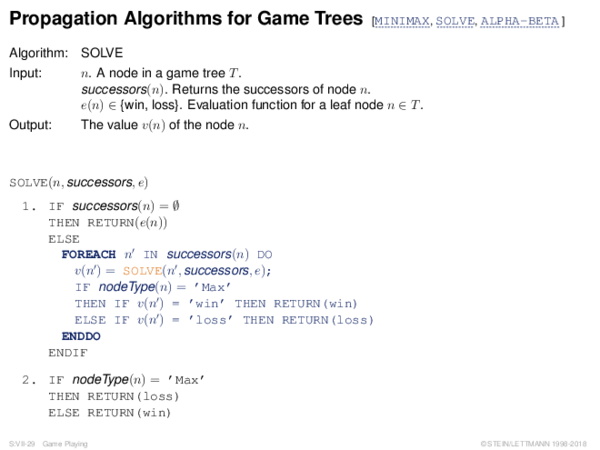 Propagation Algorithms for Game Trees [MINIMAX, SOLVE, ALPHA-BETA]
Algorithm: SOLVE
Input: n. A node in a game tree T.
successors(n). Returns the successors of node n.
e(n) ∈ {win, loss}. Evaluation function for a leaf node n ∈ T.
Output: The value v(n) of the node n.
SOLVE(n, successors, e)
1. IF successors(n) = ∅
THEN RETURN(e(n))
ELSE
FOREACH n′ IN successors(n) DO
v(n′) = SOLVE(n′, successors, e);
IF nodeType(n) = 'Max'
THEN IF v(n′) = 'win' THEN RETURN(win)
ELSE IF v(n′) = 'loss' THEN RETURN(loss)
ENDDO
ENDIF
2. IF nodeType(n) = 'Max'
THEN RETURN(loss)
ELSE RETURN(win)
S:VII-29 Game Playing ©STEIN/LETTMANN 1998-2018